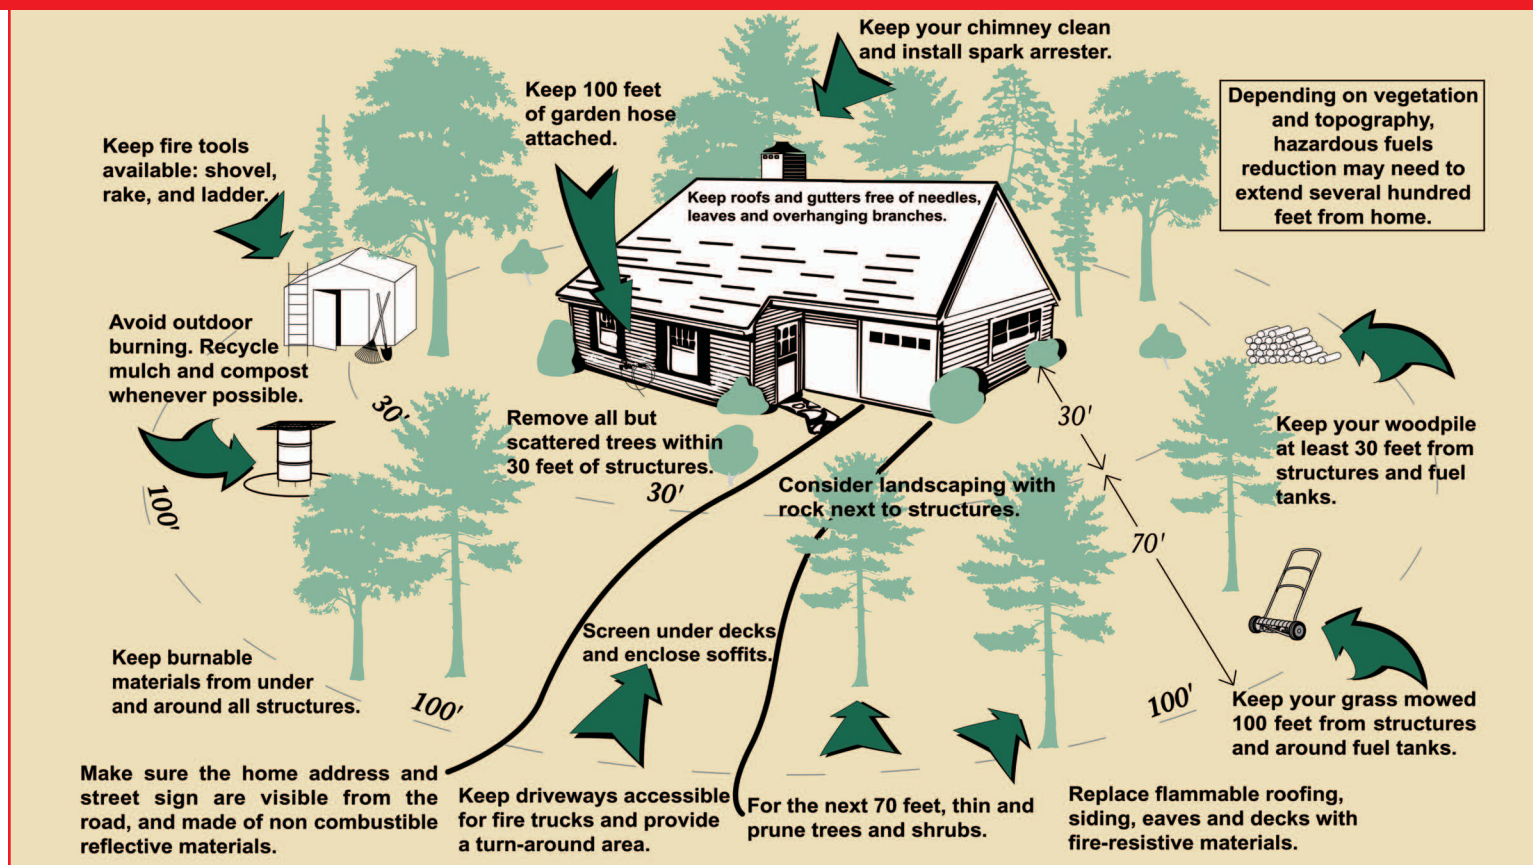 Keep your chimney clean
and install spark arrester.
Keep 100 feet
of garden hose
attached.
Depending on vegetation
and topography,
hazardous fuels
reduction may need to
extend several hundred
feet from home.
Keep fire tools
available: shovel,
rake, and ladder.
Keep roofs and gutters free of needles,
leaves and overhanging branches.
Avoid outdoor
burning. Recycle
mulch and compost
whenever possible.
30'
Remove all but
scattered trees within
30 feet of structures.
30'
30'
Keep your woodpile
at least 30 feet from
structures and fuel
tanks.
Consider landscaping with
rock next to structures.
100'
70'
Screen under decks
and enclose soffits.
Keep burnable
materials from under
and around all structures.
100'
100'
Keep your grass mowed
100 feet from structures
and around fuel tanks.
Make sure the home address and
street sign are visible from the
road, and made of non combustible
reflective materials.
Keep driveways accessible
for fire trucks and provide
a turn-around area.
For the next 70 feet, thin and
prune trees and shrubs.
Replace flammable roofing,
siding, eaves and decks with
fire-resistive materials.